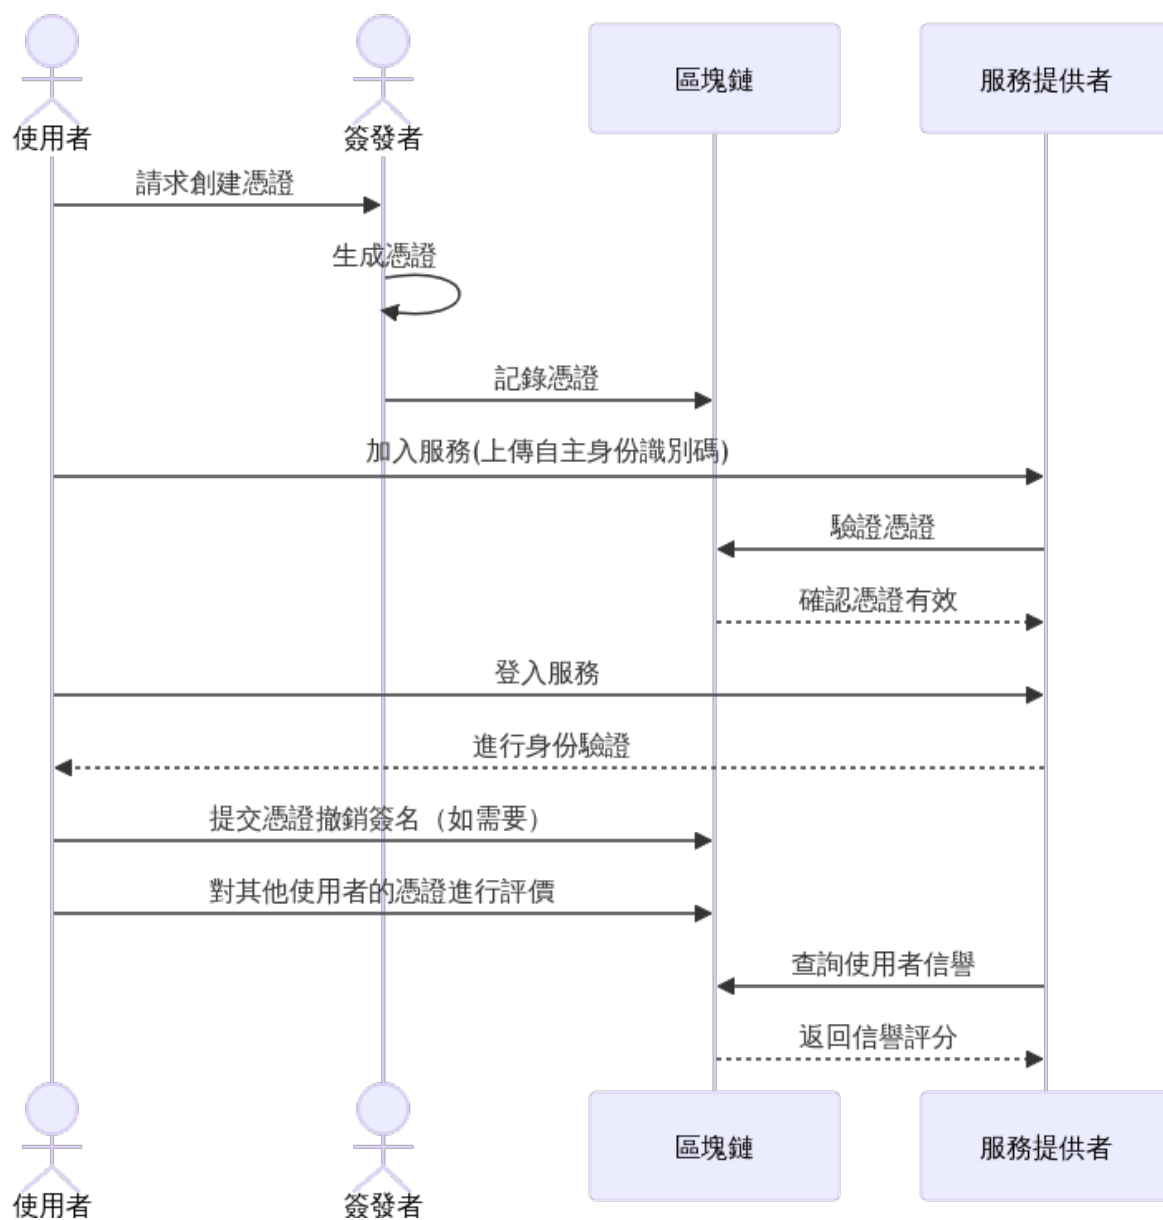 使用者
簽發者
區塊鏈
服務提供者
請求創建憑證
生成憑證
記錄憑證
加入服務(上傳自主身份識別碼)
驗證憑證
確認憑證有效
登入服務
進行身份驗證
提交憑證撤銷簽名（如需要）
對其他使用者的憑證進行評價
查詢使用者信譽
返回信譽評分
使用者
簽發者
區塊鏈
服務提供者